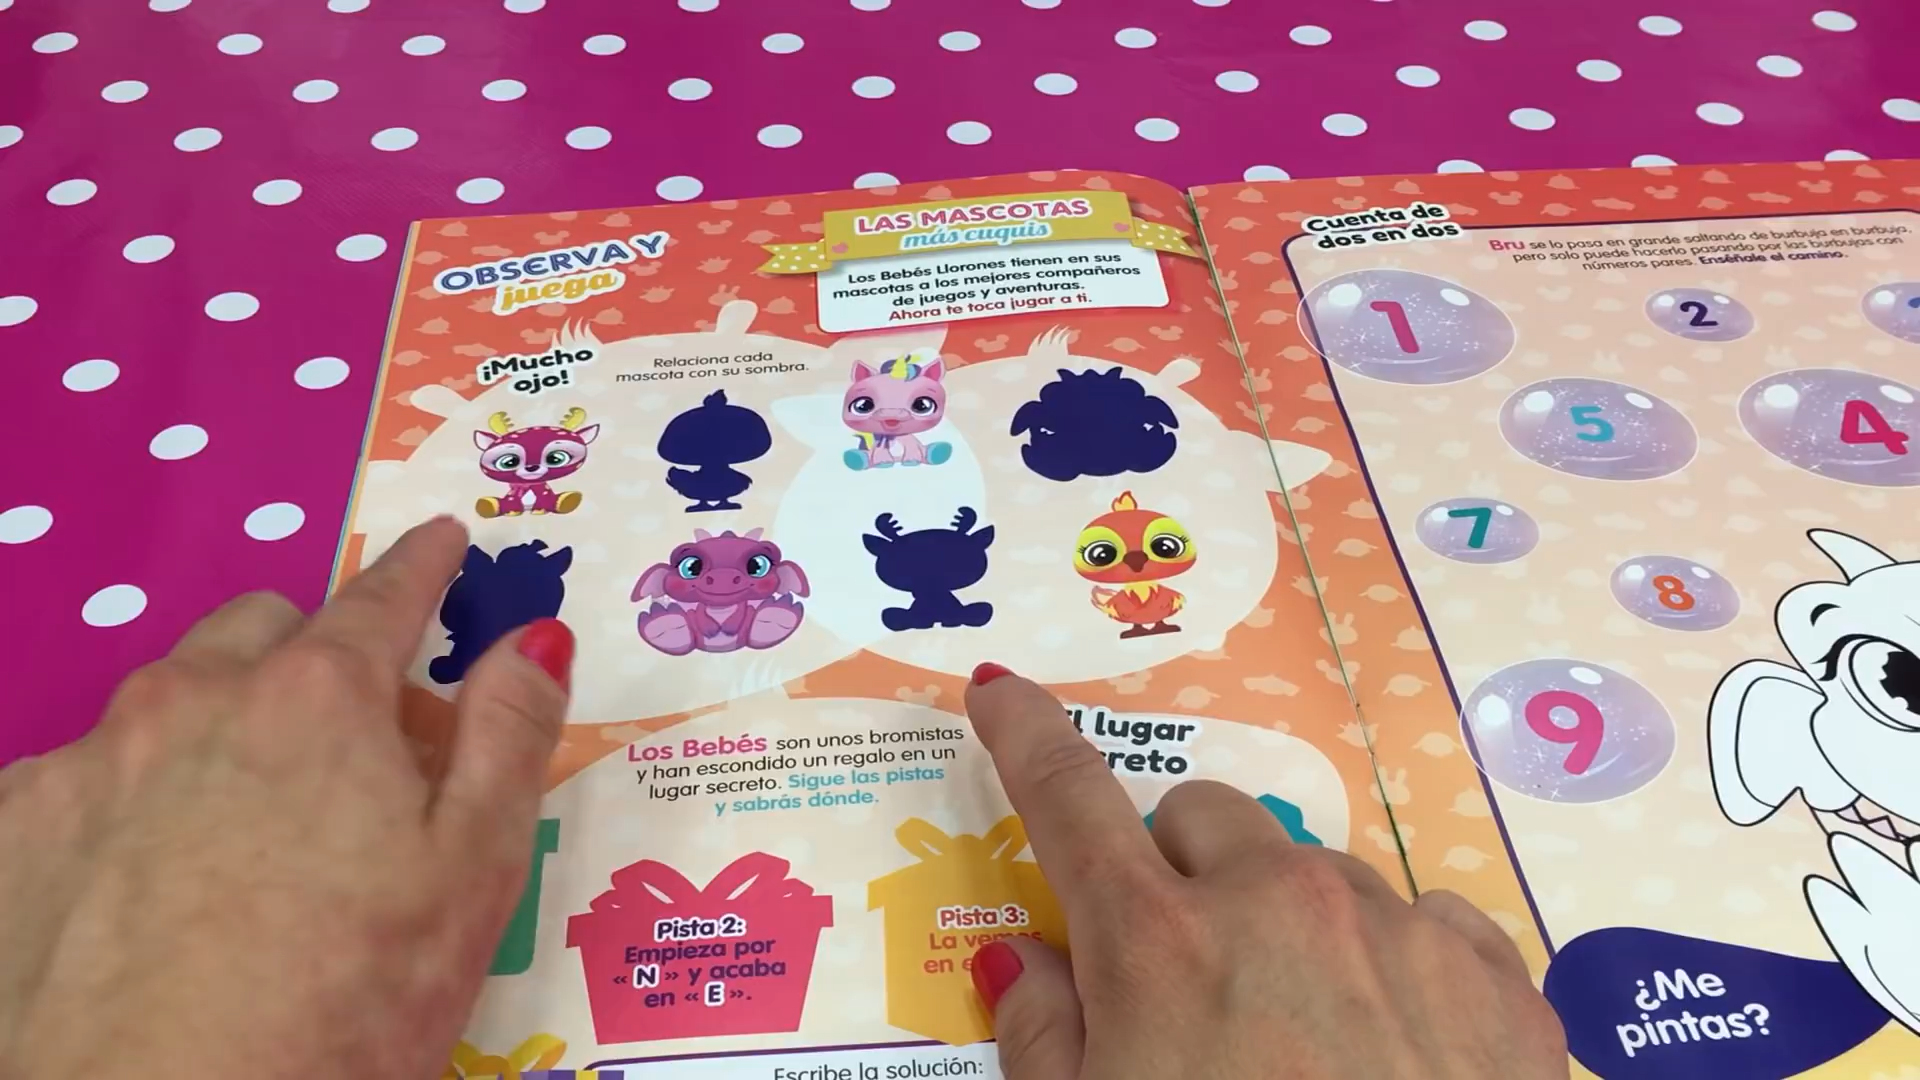 OBSERVA Y
juega
LAS MASCOTAS
más cuquis
Los Bebés Llorones tienen en sus
mascotas a los mejores compañeros
de juegos y aventuras.
Ahora te toca jugar a ti.
¡Mucho
ojo!
Relaciona cada
mascota con su sombra.
Los Bebés son unos bromistas
y han escondido un regalo en un
lugar secreto. Sigue las pistas
y sabrás dónde.
lugar
Pista 2:
Empieza por
«N» y acaba
en «E».
Pista 3:
La vemos
en
Escribe la solución:
Cuenta de
dos en dos
Bru se lo pasa en grande saltando de burbuja en burbuja,
pero solo puede hacerlo pasando por las burbujas con
números pares. Enséñale el camino.
1
2
5
4
7
8
9
¿Me
pintas?